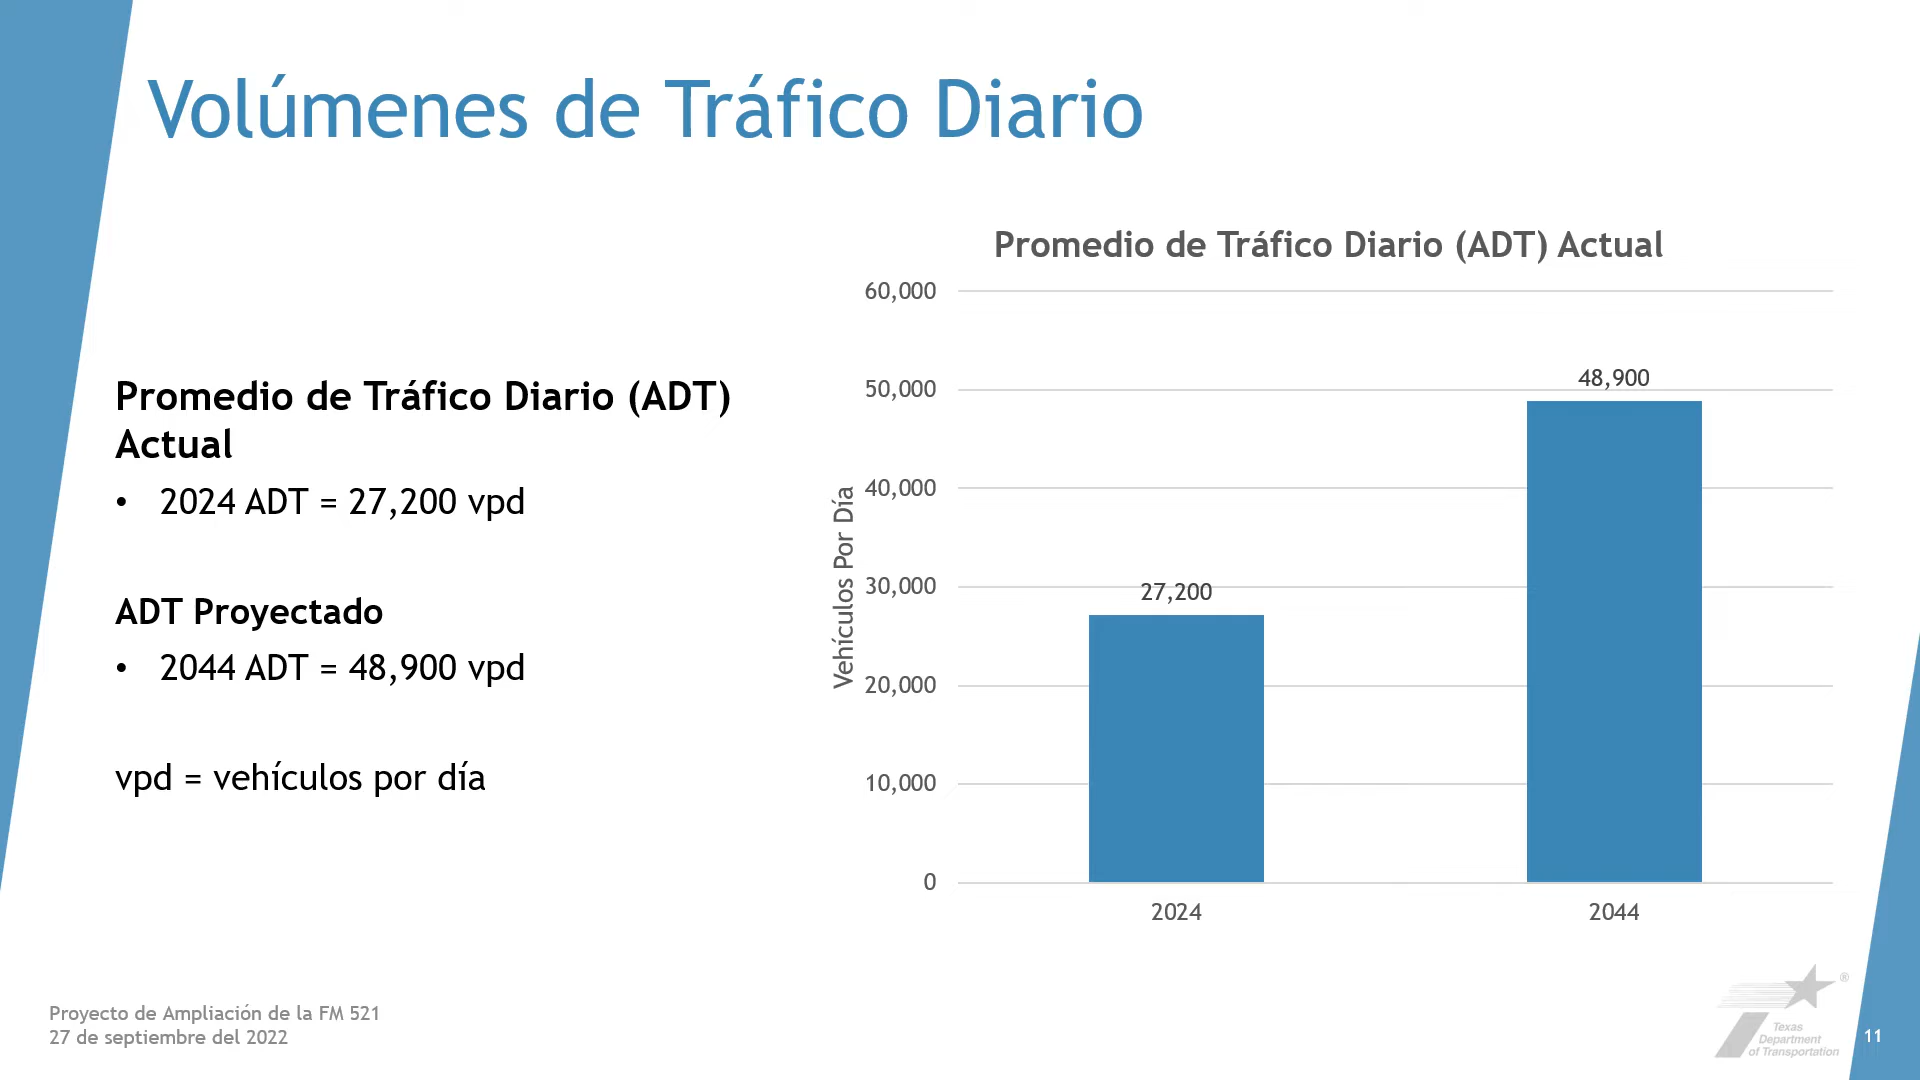 Volúmenes de Tráfico Diario
Promedio de Tráfico Diario (ADT)
Actual
• 2024 ADT = 27,200 vpd
ADT Proyectado
• 2044 ADT = 48,900 vpd
vpd = vehículos por día
Promedio de Tráfico Diario (ADT) Actual
Vehículos Por Día
60,000
50,000
40,000
30,000
20,000
10,000
0
27,200
48,900
2024
2044
Proyecto de Ampliación de la FM 521
27 de septiembre del 2022
®
Texas
Department
of Transportation
11